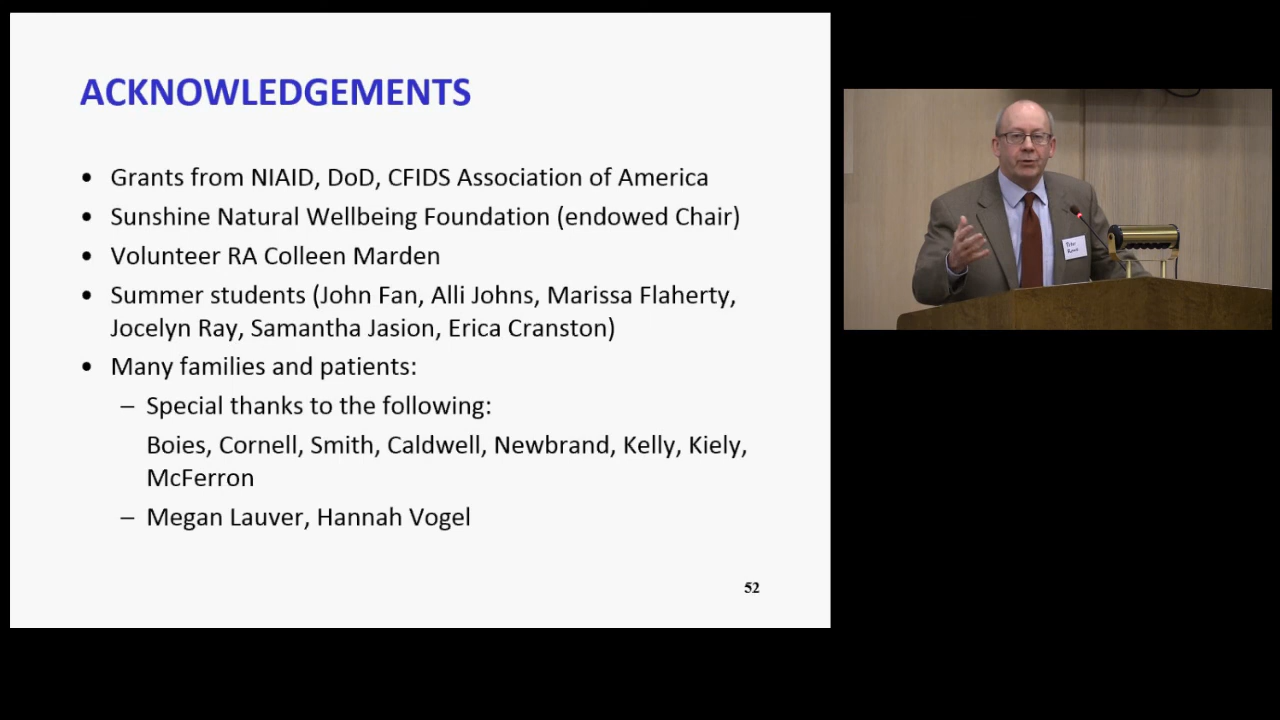 ACKNOWLEDGEMENTS
• Grants from NIAID, DoD, CFIDS Association of America
• Sunshine Natural Wellbeing Foundation (endowed Chair)
• Volunteer RA Colleen Marden
• Summer students (John Fan, Alli Johns, Marissa Flaherty,
Jocelyn Ray, Samantha Jasion, Erica Cranston)
• Many families and patients:
– Special thanks to the following:
Boies, Cornell, Smith, Caldwell, Newbrand, Kelly, Kiely,
McFerron
– Megan Lauver, Hannah Vogel
52